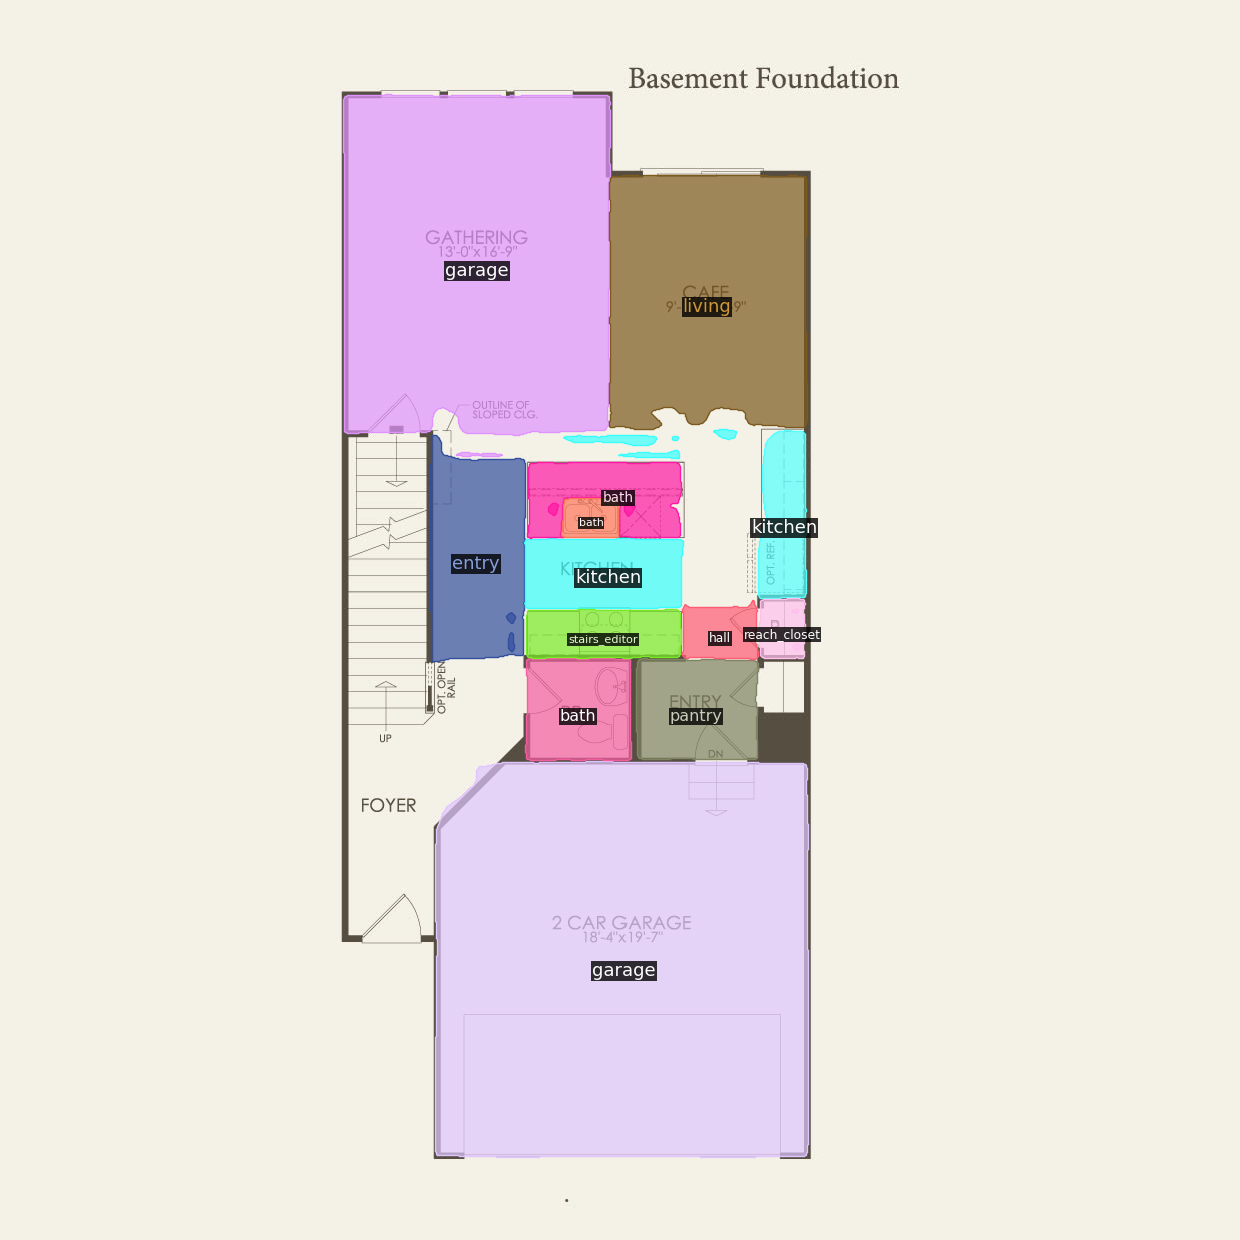 Basement Foundation
GATHERING
13'-0"x16'-9"
garage
CAFE
living
9'- 9"
OUTLINE OF
SLOPED CLG.
bath
bath
kitchen
entry
KITCHEN
kitchen
OPT. REF.
stairs_editor
hall
reach_closet
OPT. OPEN
RAIL
ENTRY
bath
pantry
UP
DN
FOYER
2 CAR GARAGE
18'-4"x19'-7"
garage